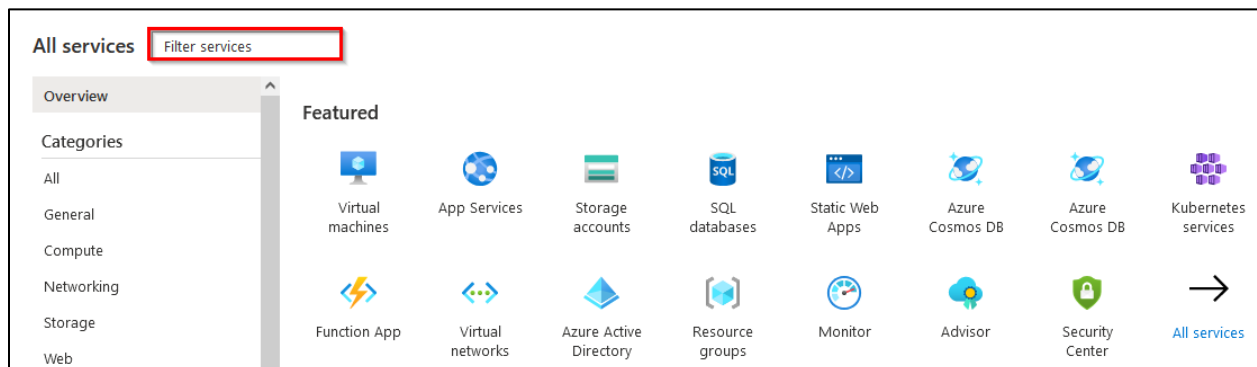 All services
Filter services
Overview
Categories
All
General
Compute
Networking
Storage
Web
Featured
Virtual
machines
App Services
Storage
accounts
SQL
SQL
databases
</>
Static Web
Apps
Azure
Cosmos DB
Azure
Cosmos DB
Kubernetes
services
Function App
Virtual
networks
Azure Active
Directory
Resource
groups
Monitor
Advisor
Security
Center
All services